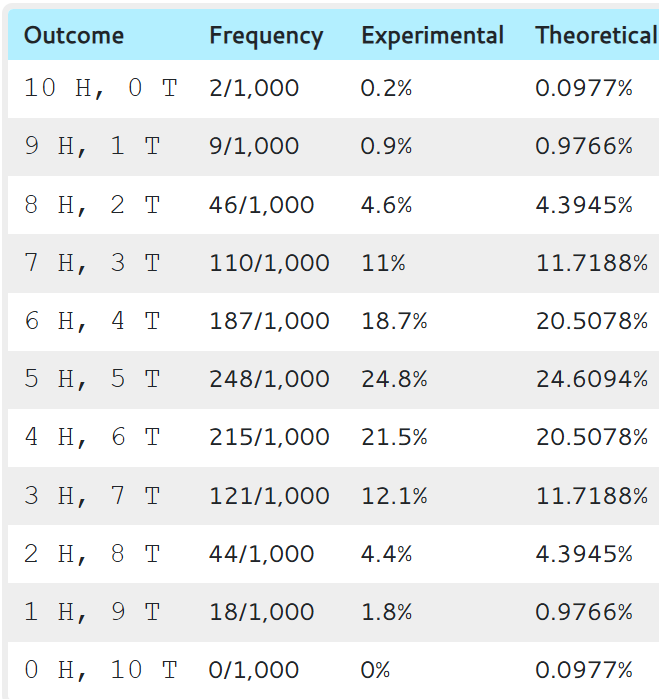 Outcome Frequency Experimental Theoretical
10 H, 0 T 2/1,000 0.2% 0.0977%
9 H, 1 T 9/1,000 0.9% 0.9766%
8 H, 2 T 46/1,000 4.6% 4.3945%
7 H, 3 T 110/1,000 11% 11.7188%
6 H, 4 T 187/1,000 18.7% 20.5078%
5 H, 5 T 248/1,000 24.8% 24.6094%
4 H, 6 T 215/1,000 21.5% 20.5078%
3 H, 7 T 121/1,000 12.1% 11.7188%
2 H, 8 T 44/1,000 4.4% 4.3945%
1 H, 9 T 18/1,000 1.8% 0.9766%
0 H, 10 T 0/1,000 0% 0.0977%